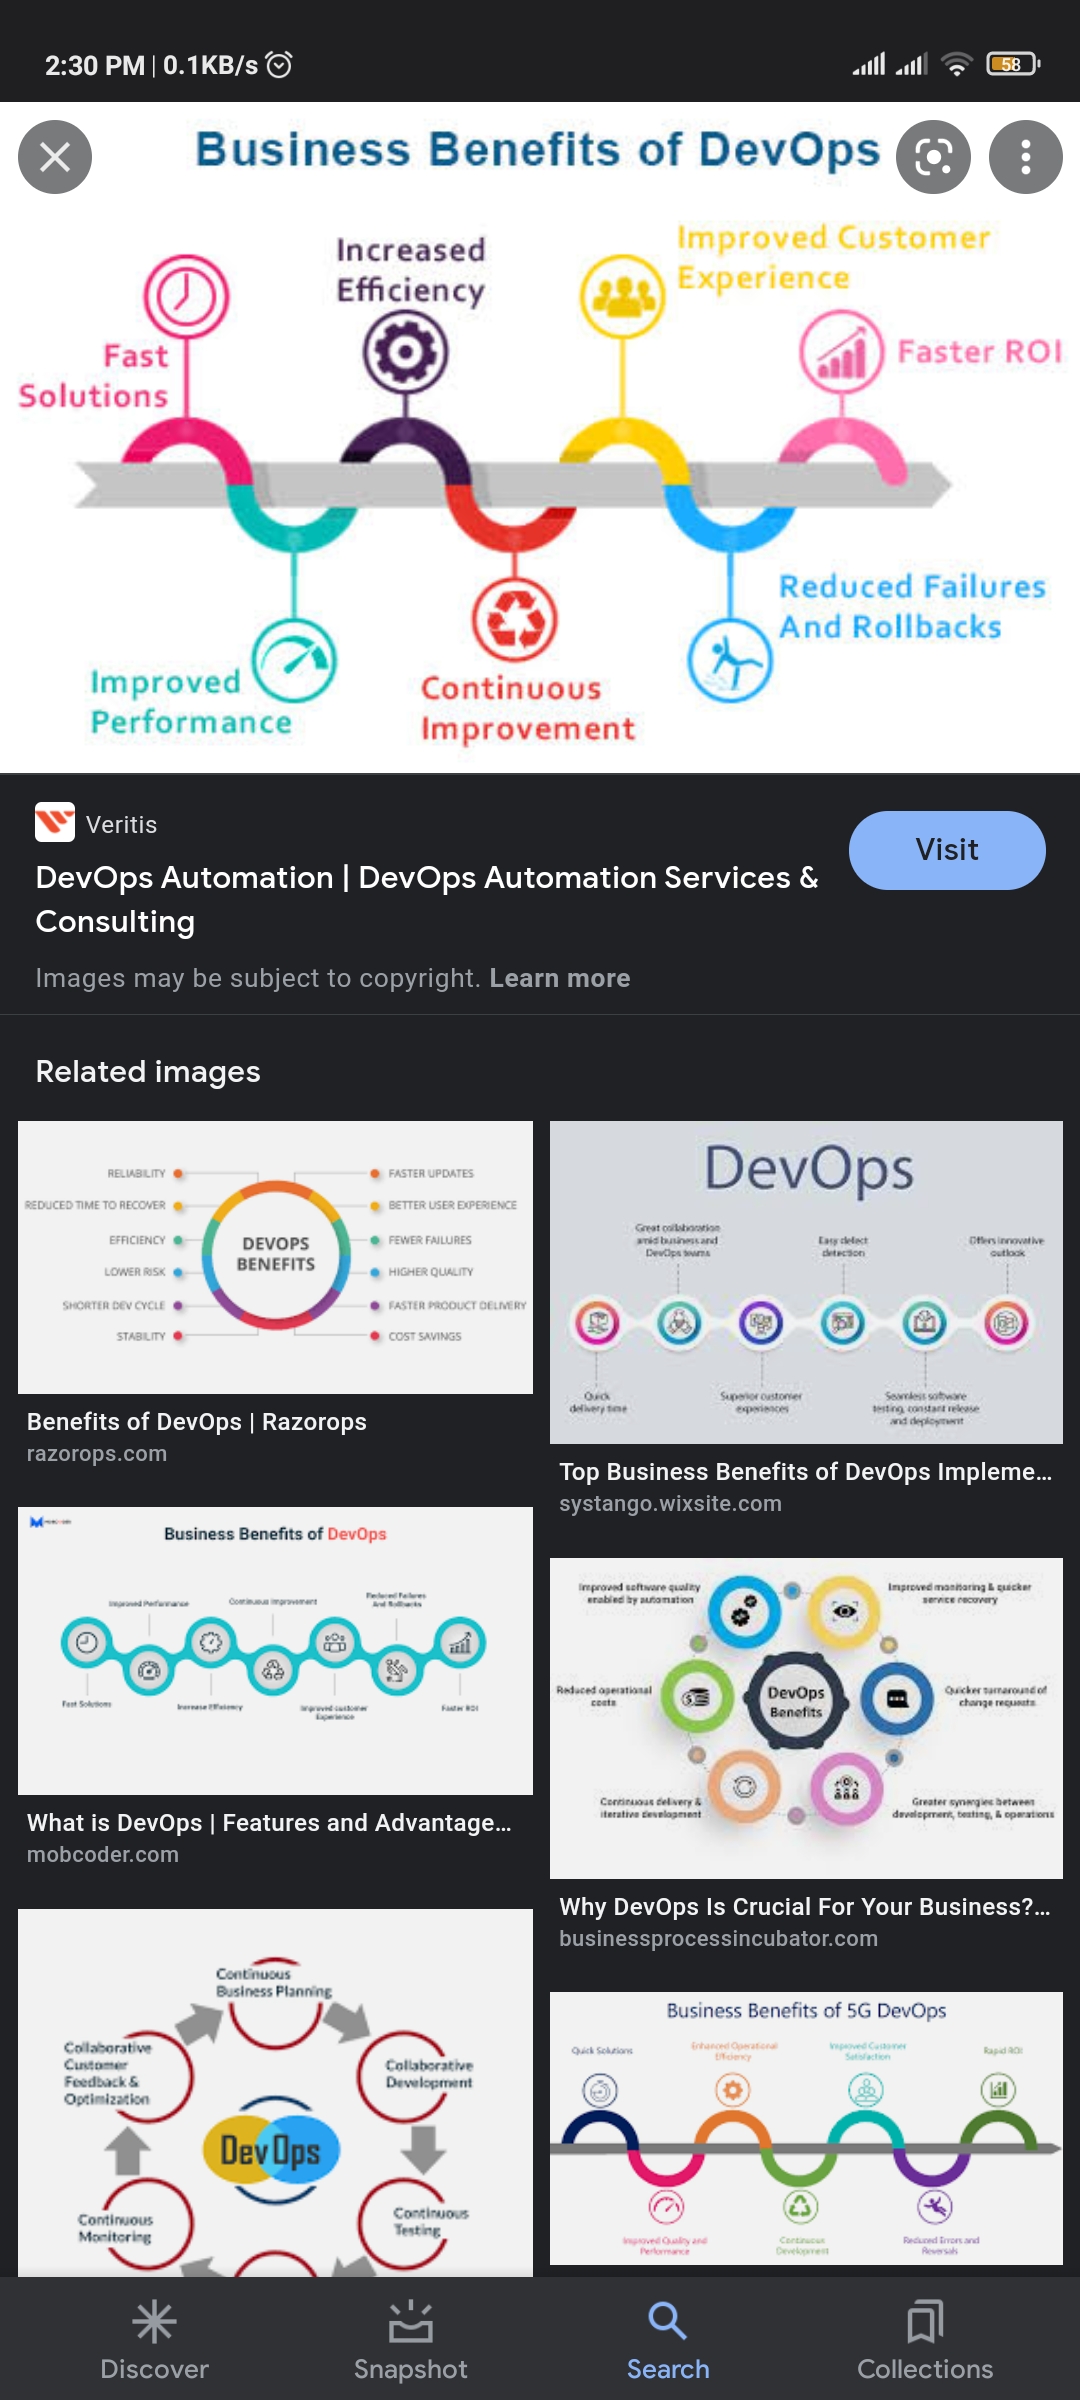 2:30 PM | 0.1KB/s
58
Business Benefits of DevOps
Increased
Efficiency
Improved Customer
Experience
Fast
Solutions
Faster ROI
Reduced Failures
And Rollbacks
Improved
Performance
Continuous
Improvement
Veritis
DevOps Automation | DevOps Automation Services &
Consulting
Visit
Images may be subject to copyright. Learn more
Related images
RELIABILITY
REDUCED TIME TO RECOVER
EFFICIENCY
LOWER RISK
SHORTER DEV CYCLE
STABILITY
DEVOPS
BENEFITS
FASTER UPDATES
BETTER USER EXPERIENCE
FEWER FAILURES
HIGHER QUALITY
FASTER PRODUCT DELIVERY
COST SAVINGS
Benefits of DevOps | Razorops
razorops.com
DevOps
Great collaboration
amid business and
DevOps teams
Easy defect
detection
Offers innovative
outlook
Quick
delivery time
Superior customer
experiences
Seamless software
testing, constant release
and deployment
Top Business Benefits of DevOps Impleme...
systango.wixsite.com
Business Benefits of DevOps
Improved Performance
Continuous Improvement
Reduced Failures
And Rollbacks
Fast Solutions
Increase Efficiency
Improved customer
Experience
Faster ROI
What is DevOps | Features and Advantage...
mobcoder.com
Improved software quality
enabled by automation
Improved monitoring & quicker
service recovery
Reduced operational
costs
DevOps
Benefits
Quicker turnaround of
change requests
Continuous delivery &
iterative development
Greater synergies between
development, testing, & operations
Why DevOps Is Crucial For Your Business?...
businessprocessincubator.com
Continuous
Business Planning
Collaborative
Customer
Feedback &
Optimization
Collaborative
Development
DevOps
Continuous
Monitoring
Continuous
Testing
Business Benefits of 5G DevOps
Quick Solutions
Enhanced Operational
Efficiency
Improved Customer
Satisfaction
Rapid ROI
Improved Quality and
Performance
Continuous
Development
Reduced Errors and
Reversals
Discover
Snapshot
Search
Collections